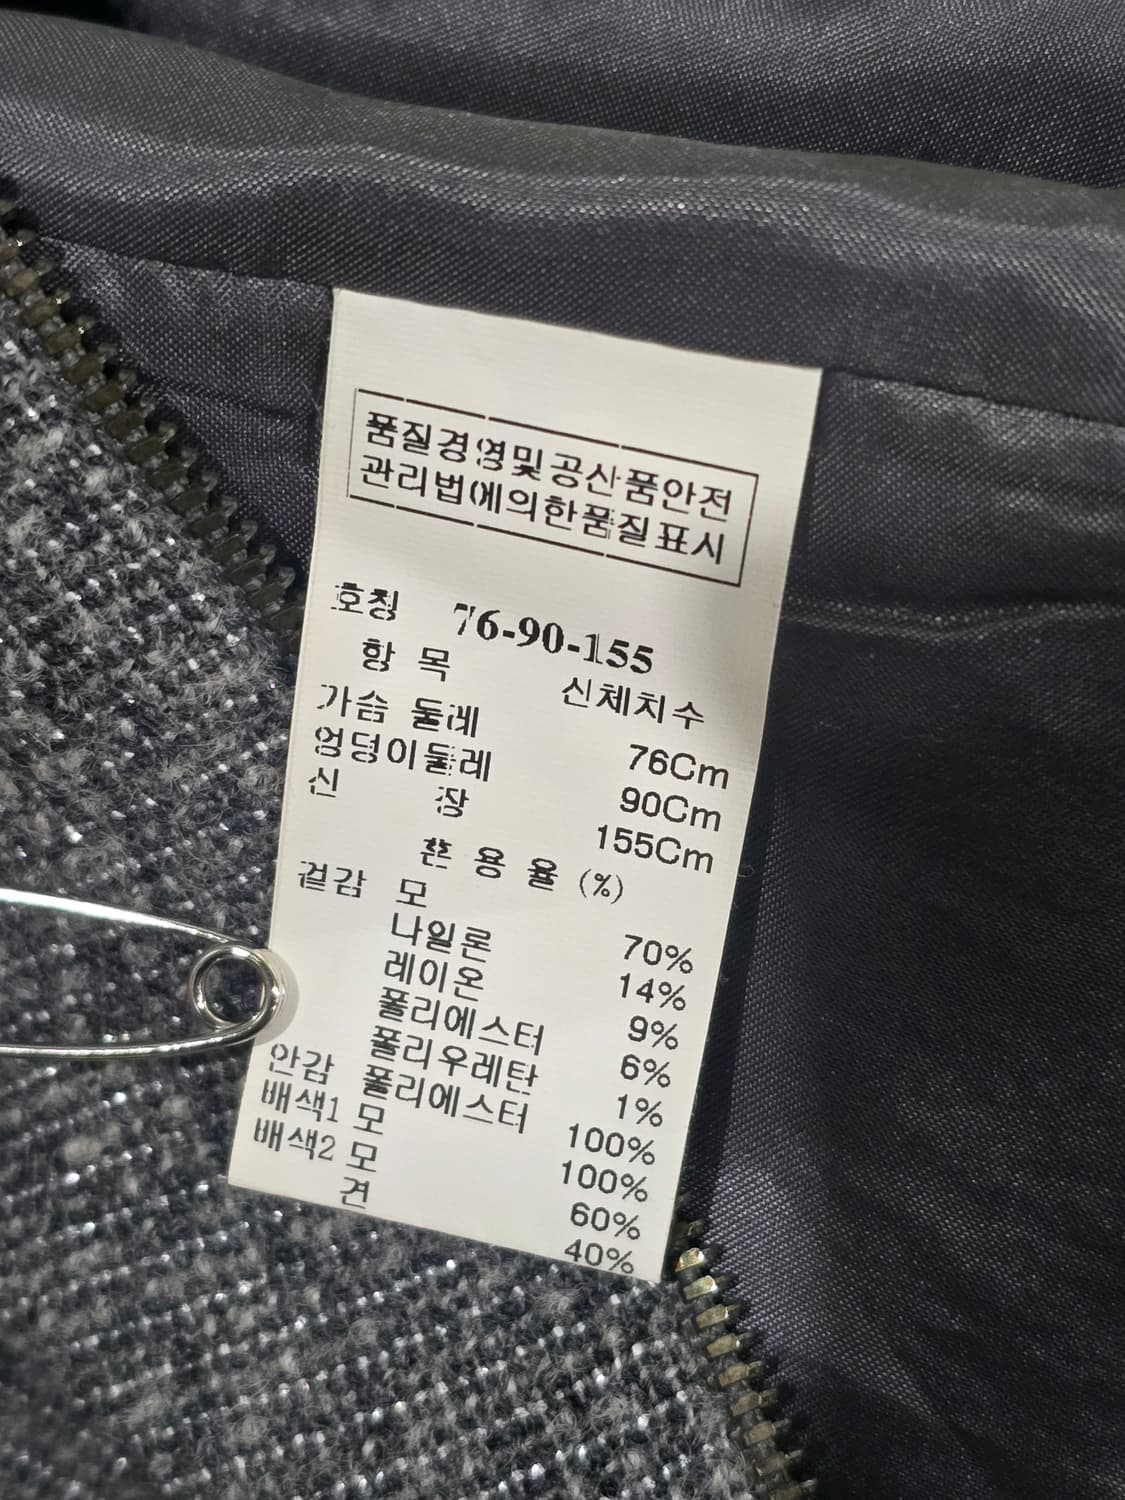 품질경영및공산품안전
관리법에의한품질표시
호칭 76-90-155
항 목 신체치수
가슴 둘레 76Cm
엉덩이둘레 90Cm
신 장 155Cm
혼 용 율 (%)
겉감 모 70%
나일론 14%
레이온 9%
폴리에스터 6%
폴리우레탄 1%
안감 폴리에스터 100%
배색1 모 100%
배색2 모 60%
견 40%